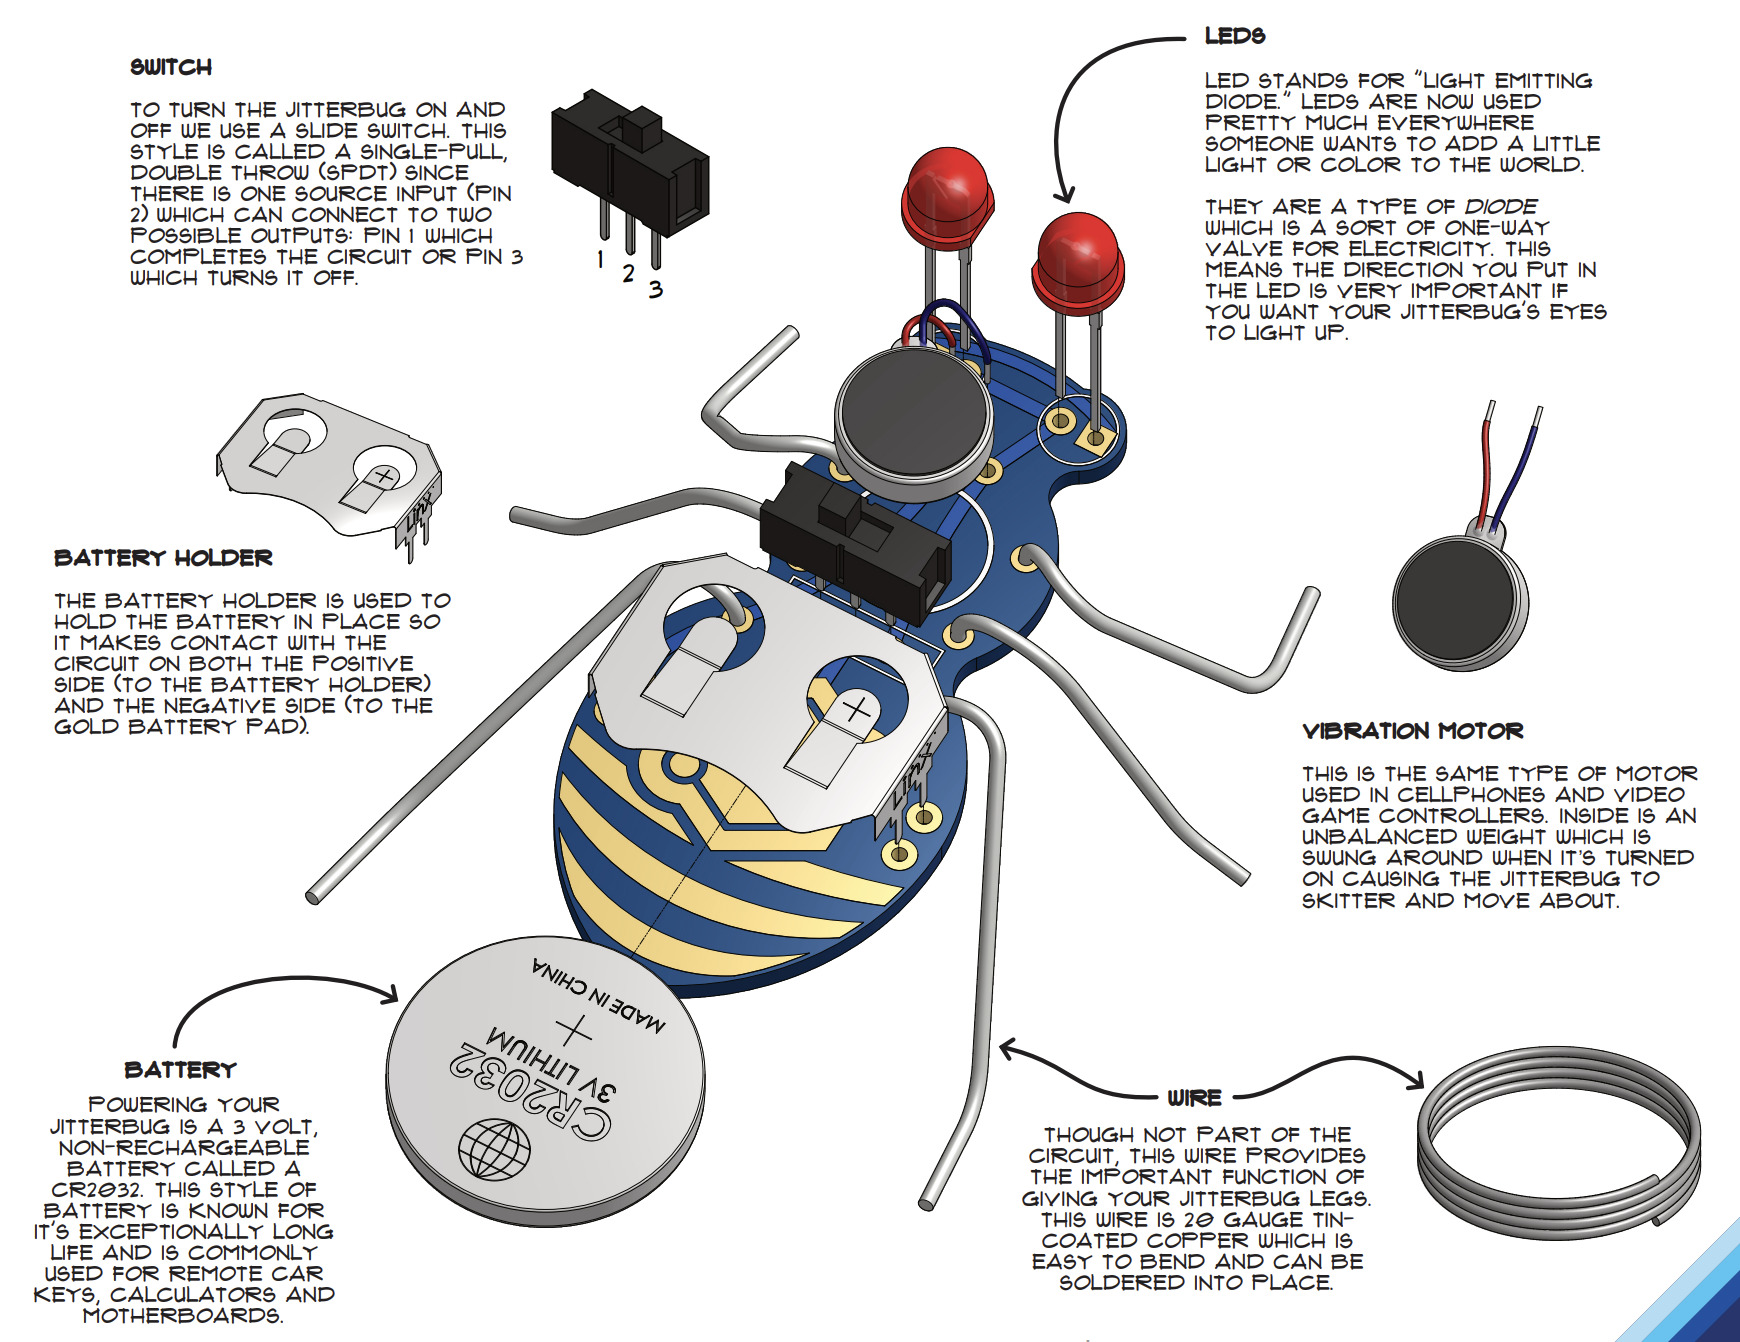 SWITCH
TO TURN THE JITTERBUG ON AND
OFF WE USE A SLIDE SWITCH. THIS
STYLE IS CALLED A SINGLE-PULL,
DOUBLE THROW (SPDT) SINCE
THERE IS ONE SOURCE INPUT (PIN
2) WHICH CAN CONNECT TO TWO
POSSIBLE OUTPUTS: PIN 1 WHICH
COMPLETES THE CIRCUIT OR PIN 3
WHICH TURNS IT OFF.
1
2
3
LEDS
LED STANDS FOR "LIGHT EMITTING
DIODE." LEDS ARE NOW USED
PRETTY MUCH EVERYWHERE
SOMEONE WANTS TO ADD A LITTLE
LIGHT OR COLOR TO THE WORLD.
THEY ARE A TYPE OF DIODE
WHICH IS A SORT OF ONE-WAY
VALVE FOR ELECTRICITY. THIS
MEANS THE DIRECTION YOU PUT IN
THE LED IS VERY IMPORTANT IF
YOU WANT YOUR JITTERBUG'S EYES
TO LIGHT UP.
+
Linx
BATTERY HOLDER
THE BATTERY HOLDER IS USED TO
HOLD THE BATTERY IN PLACE SO
IT MAKES CONTACT WITH THE
CIRCUIT ON BOTH THE POSITIVE
SIDE (TO THE BATTERY HOLDER)
AND THE NEGATIVE SIDE (TO THE
GOLD BATTERY PAD).
+
Linx
VIBRATION MOTOR
THIS IS THE SAME TYPE OF MOTOR
USED IN CELLPHONES AND VIDEO
GAME CONTROLLERS. INSIDE IS AN
UNBALANCED WEIGHT WHICH IS
SWUNG AROUND WHEN IT'S TURNED
ON CAUSING THE JITTERBUG TO
SKITTER AND MOVE ABOUT.
BATTERY
POWERING YOUR
JITTERBUG IS A 3 VOLT,
NON-RECHARGEABLE
BATTERY CALLED A
CR2032. THIS STYLE OF
BATTERY IS KNOWN FOR
IT'S EXCEPTIONALLY LONG
LIFE AND IS COMMONLY
USED FOR REMOTE CAR
KEYS, CALCULATORS AND
MOTHERBOARDS.
CR2032
3V LITHIUM
+
MADE IN CHINA
WIRE
THOUGH NOT PART OF THE
CIRCUIT, THIS WIRE PROVIDES
THE IMPORTANT FUNCTION OF
GIVING YOUR JITTERBUG LEGS.
THIS WIRE IS 20 GAUGE TIN-
COATED COPPER WHICH IS
EASY TO BEND AND CAN BE
SOLDERED INTO PLACE.